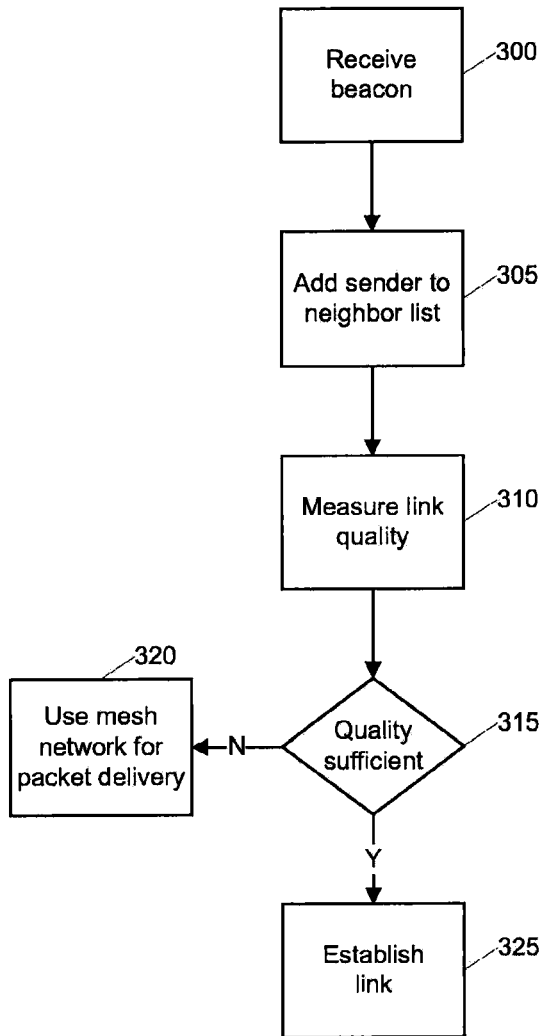 Receive
beacon
300
Add sender to
neighbor list
305
Measure link
quality
310
320
Use mesh
network for
packet delivery
N
Quality
sufficient
315
Y
Establish
link
325